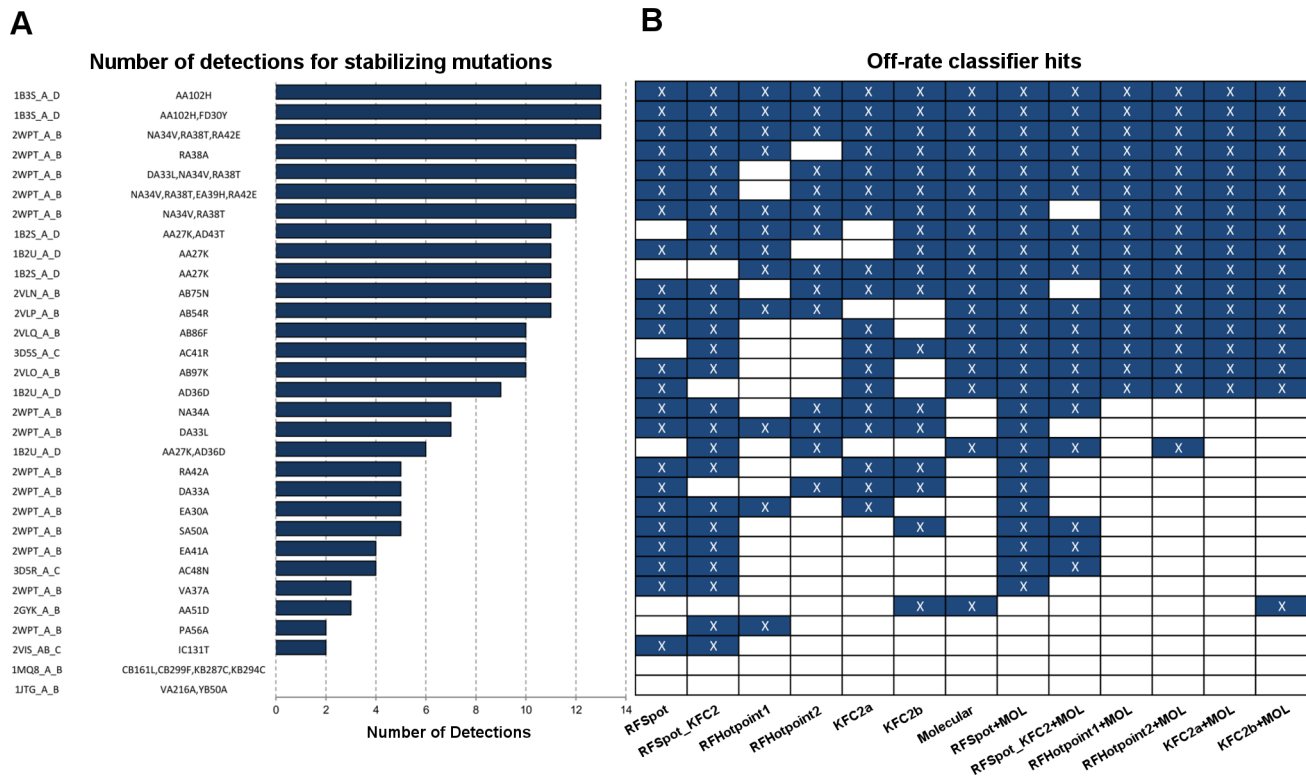 A
B
Number of detections for stabilizing mutations
Off-rate classifier hits
1B3S_A_D AA102H X X X X X X X X X X X X X
1B3S_A_D AA102H,FD30Y X X X X X X X X X X X X X
2WPT_A_B NA34V,RA38T,RA42E X X X X X X X X X X X X X
2WPT_A_B RA38A X X X X X X X X X X X X
2WPT_A_B DA33L,NA34V,RA38T X X X X X X X X X X X X
2WPT_A_B NA34V,RA38T,EA39H,RA42E X X X X X X X X X X X X
2WPT_A_B NA34V,RA38T X X X X X X X X X X X X
1B2S_A_D AA27K,AD43T X X X X X X X X X X X
1B2U_A_D AA27K X X X X X X X X X X X
1B2S_A_D AA27K X X X X X X X X X X X
2VLN_A_B AB75N X X X X X X X X X X X
2VLP_A_B AB54R X X X X X X X X X X X
2VLQ_A_B AB86F X X X X X X X X X X
3D5S_A_C AC41R X X X X X X X X X X
2VLO_A_B AB97K X X X X X X X X X X
1B2U_A_D AD36D X X X X X X X X X
2WPT_A_B NA34A X X X X X X X
2WPT_A_B DA33L X X X X X X X
1B2U_A_D AA27K,AD36D X X X X X X
2WPT_A_B RA42A X X X X X
2WPT_A_B DA33A X X X X X
2WPT_A_B EA30A X X X X X
2WPT_A_B SA50A X X X X X
2WPT_A_B EA41A X X X X
3D5R_A_C AC48N X X X X
2WPT_A_B VA37A X X X
2GYK_A_B AA51D X X X
2WPT_A_B PA56A X X
2VIS_AB_C IC131T X X
1MQ8_A_B CB161L,CB299F,KB287C,KB294C
1JTG_A_B VA216A,YB50A
0 2 4 6 8 10 12 14
Number of Detections
RFSpot
RFSpot_KFC2
RFHotpoint1
RFHotpoint2
KFC2a
KFC2b
Molecular
RFSpot+MOL
RFSpot_KFC2+MOL
RFHotpoint1+MOL
RFHotpoint2+MOL
KFC2a+MOL
KFC2b+MOL